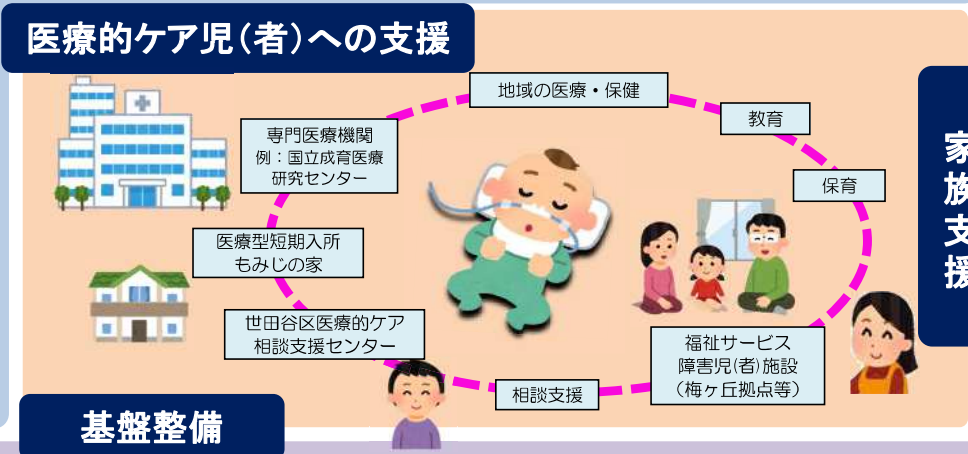 医療的ケア児(者)への支援
地域の医療・保健
教育
専門医療機関
例:国立成育医療
研究センター
保育
家族支援
医療型短期入所
もみじの家
世田谷区医療的ケア
相談支援センター
福祉サービス
障害児(者)施設
(梅ヶ丘拠点等)
相談支援
基盤整備